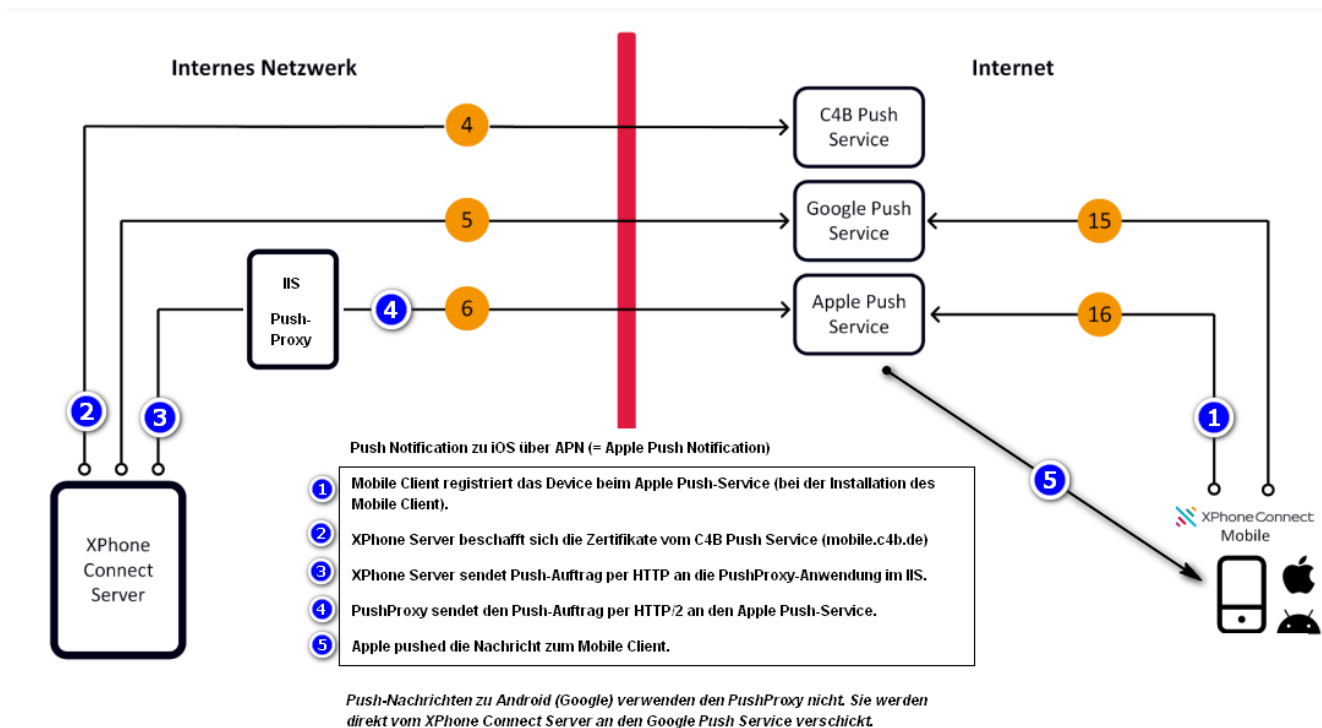 Internes Netzwerk
Internet
4
C4B Push
Service
5
Google Push
Service
15
IIS
Push-
Proxy
4
6
Apple Push
Service
16
2
3
1
5
XPhone
Connect
Server
XPhone Connect
Mobile
Push Notification zu iOS über APN (= Apple Push Notification)
1 Mobile Client registriert das Device beim Apple Push-Service (bei der Installation des
Mobile Client).
2 XPhone Server beschafft sich die Zertifikate vom C4B Push Service (mobile.c4b.de)
3 XPhone Server sendet Push-Auftrag per HTTP an die PushProxy-Anwendung im IIS.
4 PushProxy sendet den Push-Auftrag per HTTP/2 an den Apple Push-Service.
5 Apple pushed die Nachricht zum Mobile Client.
Push-Nachrichten zu Android (Google) verwenden den PushProxy nicht. Sie werden
direkt vom XPhone Connect Server an den Google Push Service verschickt.